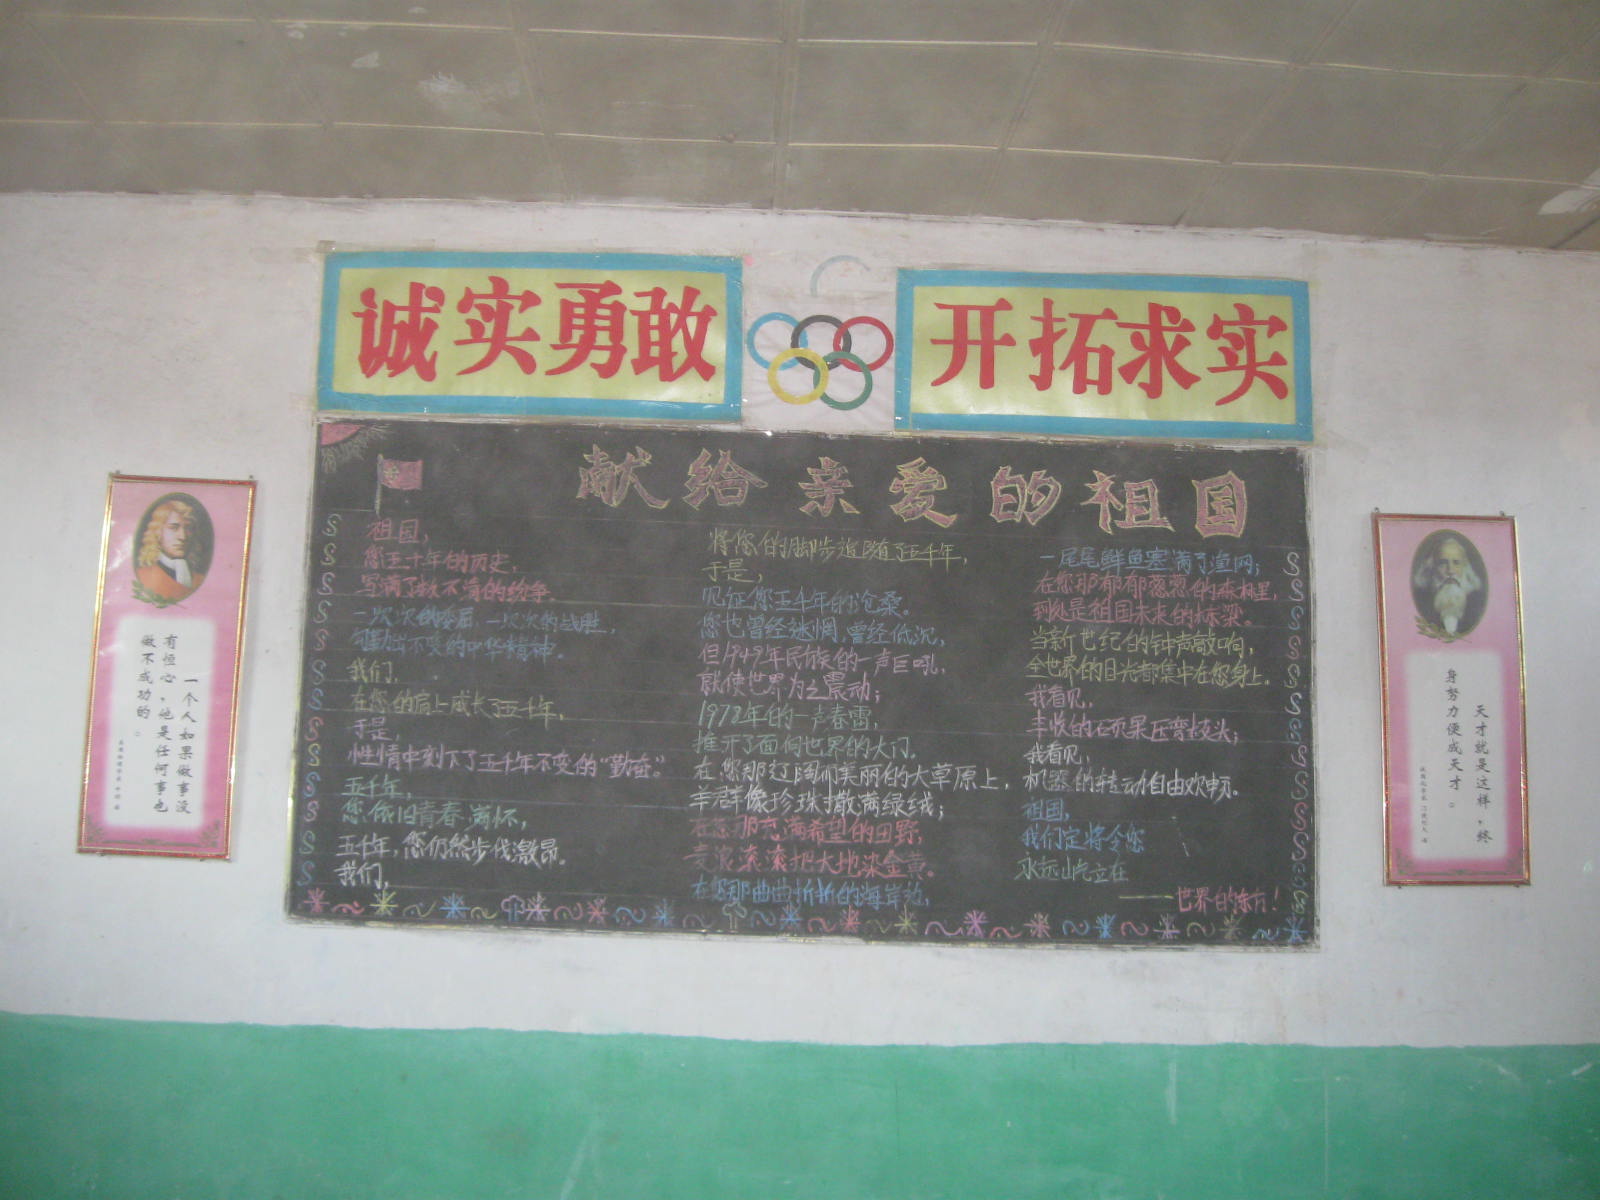 诚实勇敢
开拓求实
献给亲爱的祖国
祖国,
您五千年的历史,
写满了数不清的纷争.
一次次的 一次次的战胜,
不变的中华精神。
我们,
在您的肩上成长了五千年,
于是,
性情中刻下了五千年不变的“勤奋。”
五千年,
您依旧青春满怀,
五千年,您仍然步伐激昂。
我们,
将您的脚步追随了五千年,
于是,
见证您五千年的沧桑。
您也曾经迷惘,曾经低沉,
但1949年民族的一声巨吼,
就使世界为之震动;
1978年的一声春雷,
推开了面向世界的大门。
在您那辽阔们美丽的大草原上,
羊群像珍珠撒满绿绒;
在您那充满希望的田野,
麦浪滚滚把大地染金黄。
在您那曲曲折折的海岸边,
一尾尾鲜鱼塞满了渔网;
在您那郁郁葱葱的森林里,
到处是祖国未来的栋梁。
当新世纪的钟声敲响,
全世界的目光都集中在您身上。
我看见,
丰收的硕果压弯枝头;
我看见,
机器的转动自由欢畅.
祖国,
我们定将令您
永远屹立在
——世界的东方!
一个人如果做事没
有恒心,他是任何事也
做不成功的。
天才就是这样,终
身努力便成天才。